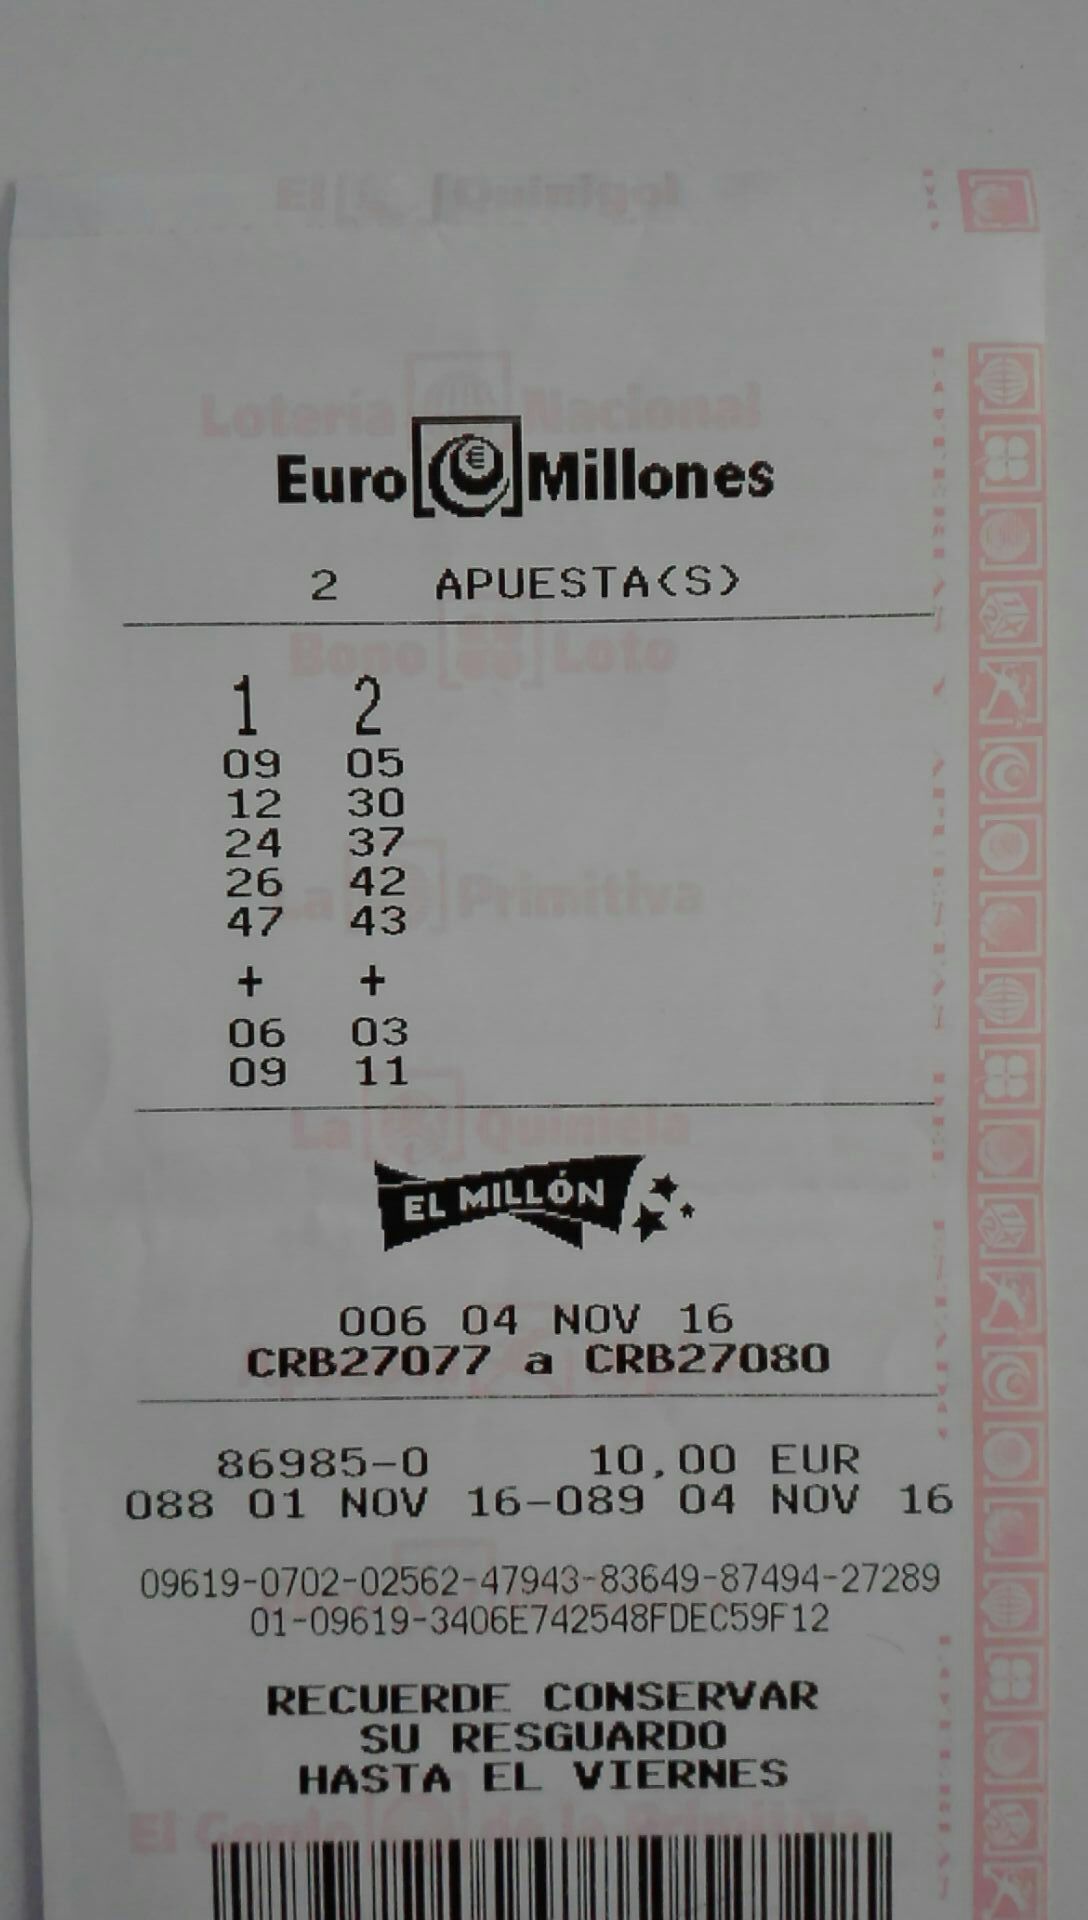 El Quinigol
Lotería Nacional
Euro Millones
2 APUESTA(S)
Bono Loto
1 2
09 05
12 30
24 37
26 42
47 43
La Primitiva
+ +
06 03
09 11
La Quiniela
EL MILLÓN
006 04 NOV 16
CRB27077 a CRB27080
86985-0 10,00 EUR
088 01 NOV 16-089 04 NOV 16
09619-0702-02562-47943-83649-87494-27289
01-09619-3406E742548FDEC59F12
RECUERDE CONSERVAR
SU RESGUARDO
HASTA EL VIERNES
El Gordo de la Primitiva